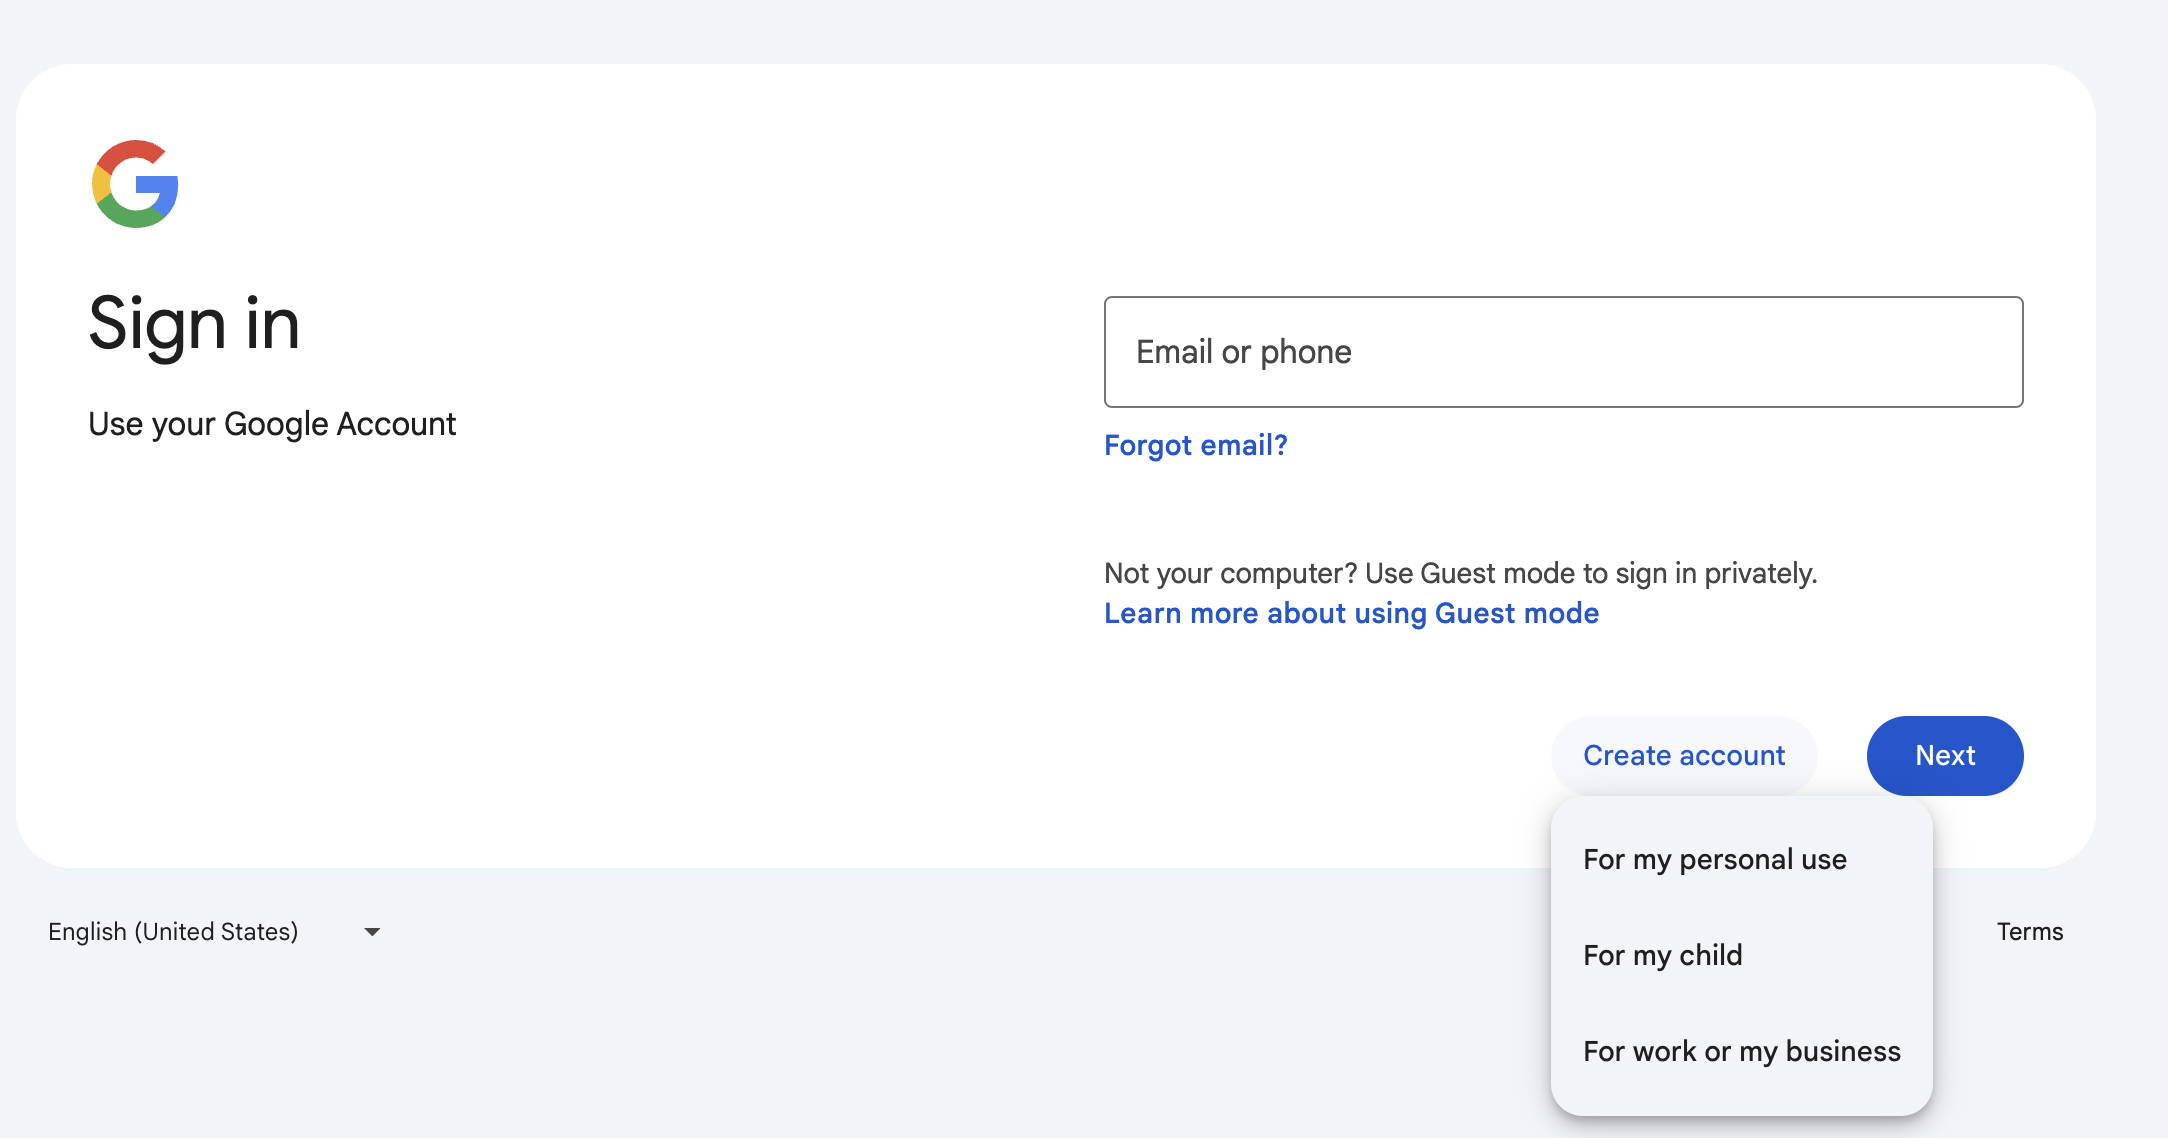 Sign in
Use your Google Account
Email or phone
Forgot email?
Not your computer? Use Guest mode to sign in privately.
Learn more about using Guest mode
Create account
Next
For my personal use
For my child
For work or my business
English (United States)
Terms